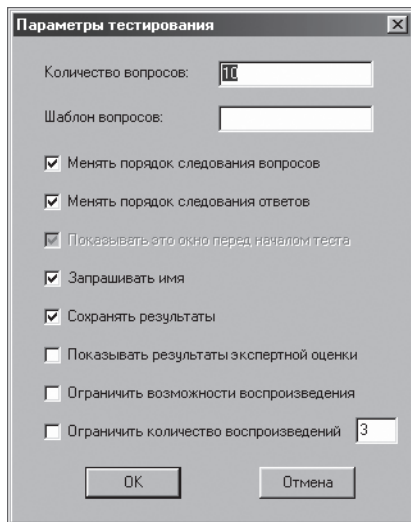 Параметры тестирования
Количество вопросов: 10
Шаблон вопросов:
Менять порядок следования вопросов
Менять порядок следования ответов
Показывать это окно перед началом теста
Запрашивать имя
Сохранять результаты
Показывать результаты экспертной оценки
Ограничить возможности воспроизведения
Ограничить количество воспроизведений 3
OK Отмена